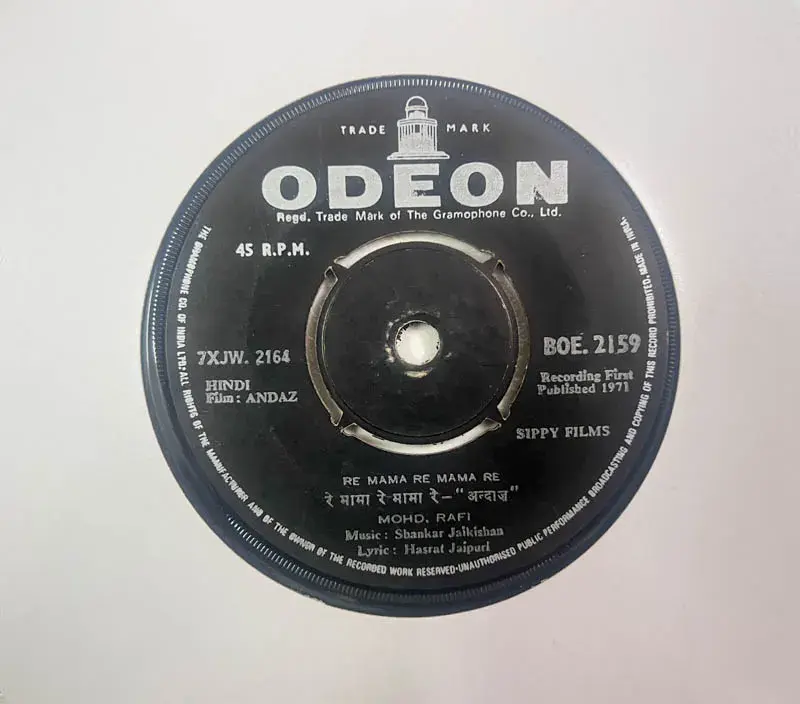 TRADE MARK
ODEON
Regd. Trade Mark of The Gramophone Co., Ltd.
45 R.P.M.
7XJW. 2164
BOE. 2159
HINDI
Film : ANDAZ
Recording First
Published 1971
SIPPY FILMS
RE MAMA RE MAMA RE
रे मामा रे मामा रे-"अन्दाज़"
MOHD. RAFI
Music : Shankar Jaikishan
Lyric : Hasrat Jaipuri
THE GRAMOPHONE CO. OF INDIA LTD: ALL RIGHTS OF THE MANUFACTURER AND OF THE OWNER OF THE RECORDED WORK RESERVED-UNAUTHORISED PUBLIC PERFORMANCE BROADCASTING AND COPYING OF THIS RECORD PROHIBITED. MADE IN INDIA.